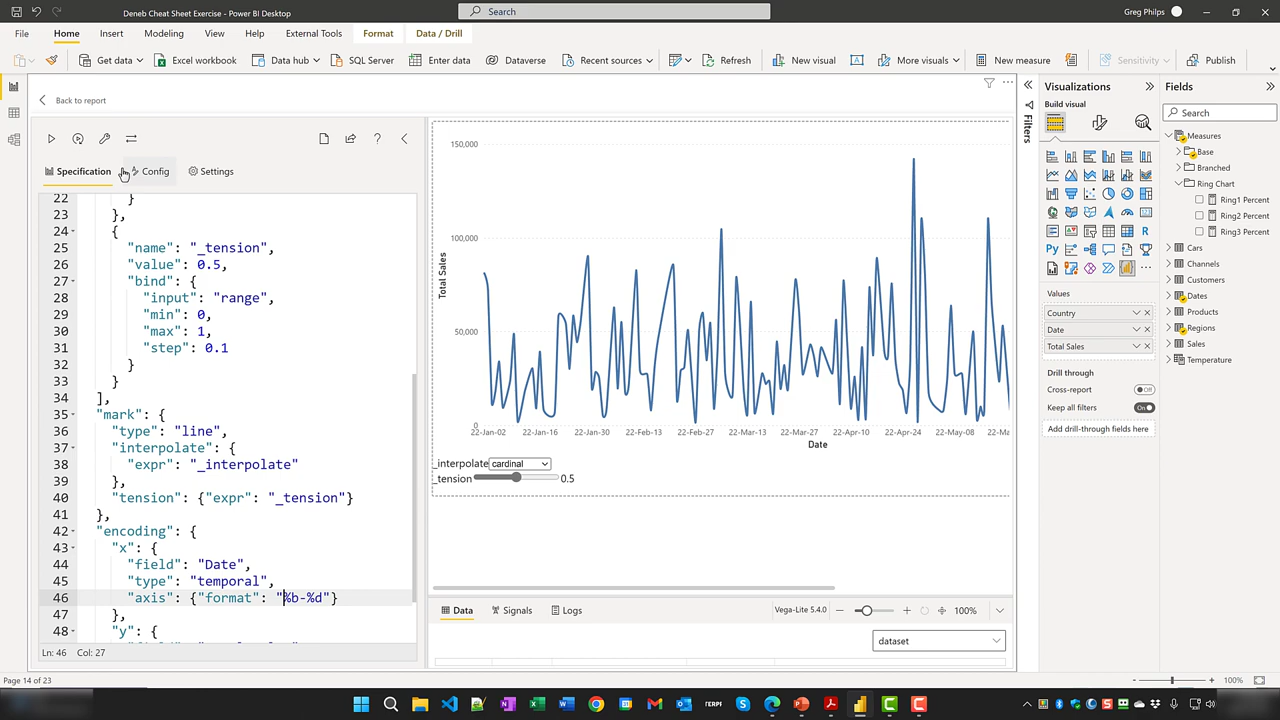 Deneb Cheat Sheet Exercise - Power BI Desktop
Search
Greg Philps
File Home Insert Modeling View Help External Tools Format Data / Drill
Get data Excel workbook Data hub SQL Server Enter data Dataverse Recent sources Refresh New visual More visuals New measure Sensitivity Publish
Back to report
Specification Config Settings
22 }
23 },
24 {
25 "name": "_tension",
26 "value": 0.5,
27 "bind": {
28 "input": "range",
29 "min": 0,
30 "max": 1,
31 "step": 0.1
32 }
33 }
34 ],
35 "mark": {
36 "type": "line",
37 "interpolate": {
38 "expr": "_interpolate"
39 },
40 "tension": {"expr": "_tension"}
41 },
42 "encoding": {
43 "x": {
44 "field": "Date",
45 "type": "temporal",
46 "axis": {"format": "%b-%d"}
47 },
48 "y": {
Ln: 46 Col: 27
150,000
100,000
50,000
0
Total Sales
22-Jan-02 22-Jan-16 22-Jan-30 22-Feb-13 22-Feb-27 22-Mar-13 22-Mar-27 22-Apr-10 22-Apr-24 22-May-08 22-Ma
Date
_interpolate cardinal
_tension 0.5
Data Signals Logs
Vega-Lite 5.4.0
100%
dataset
Filters
Visualizations
Build visual
Py
R
Values
Country
Date
Total Sales
Drill through
Cross-report Off
Keep all filters On
Add drill-through fields here
Fields
Search
Measures
Base
Branched
Ring Chart
Ring1 Percent
Ring2 Percent
Ring3 Percent
Cars
Channels
Customers
Dates
Products
Regions
Sales
Temperature
Page 14 of 23
100%